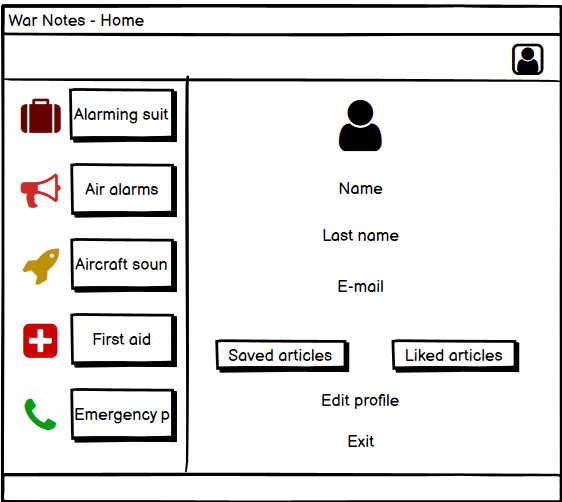 War Notes - Home
Alarming suit
Air alarms
Aircraft soun
First aid
Emergency p
Name
Last name
E-mail
Saved articles
Liked articles
Edit profile
Exit